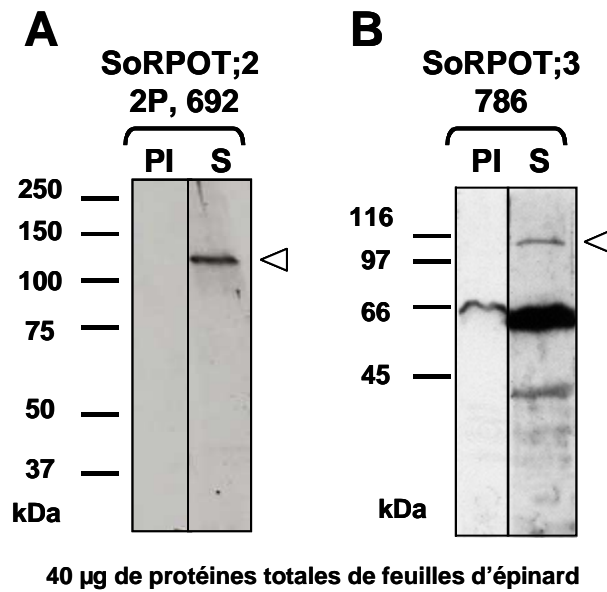 A
SoRPOT;2
2P, 692
PI S
250
150
100
75
50
37
kDa
B
SoRPOT;3
786
PI S
116
97
66
45
kDa
40 µg de protéines totales de feuilles d'épinard